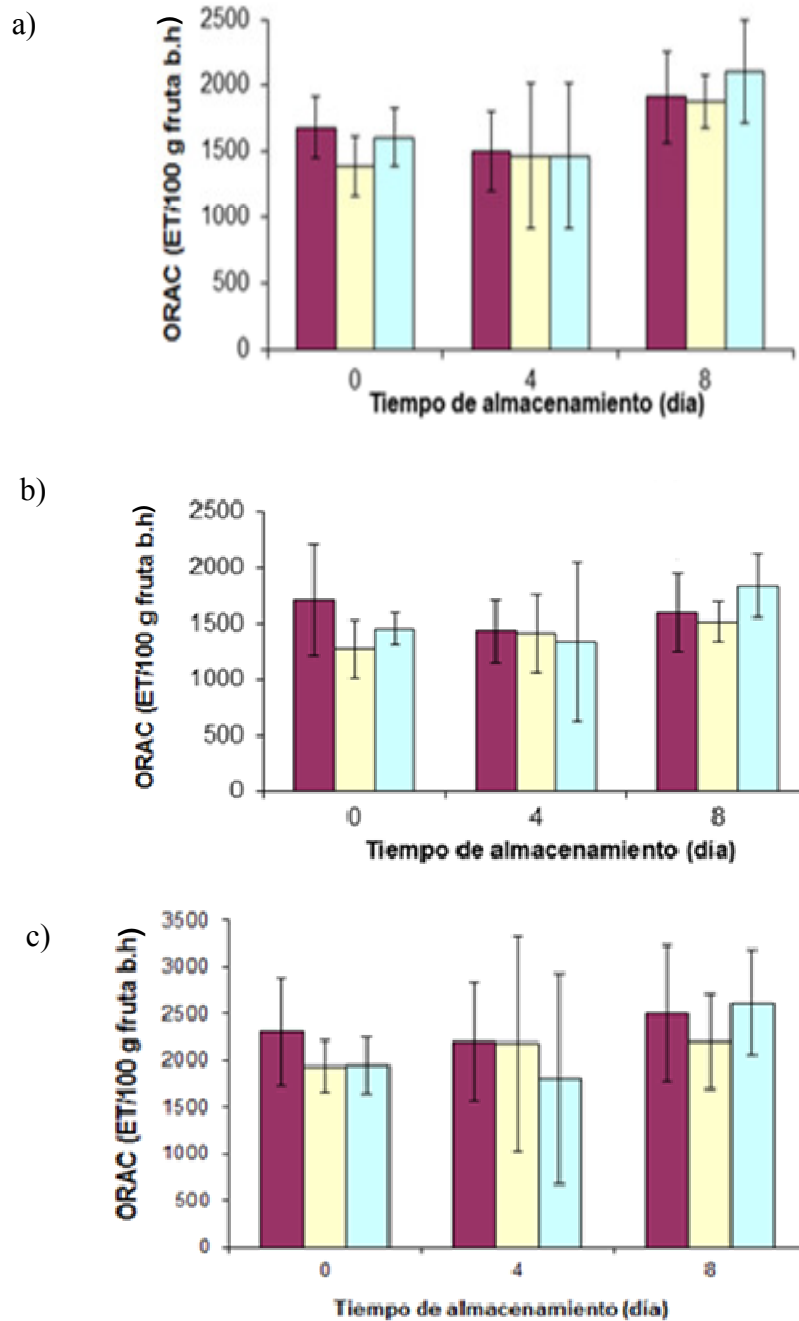 a)
ORAC (ET/100 g fruta b.h)
2500
2000
1500
1000
500
0
0 4 8
Tiempo de almacenamiento (día)
b)
ORAC (ET/100 g fruta b.h)
2500
2000
1500
1000
500
0
0 4 8
Tiempo de almacenamiento (día)
c)
ORAC (ET/100 g fruta b.h)
3500
3000
2500
2000
1500
1000
500
0
0 4 8
Tiempo de almacenamiento (día)